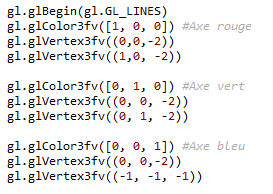 gl.glBegin(gl.GL_LINES)
gl.glColor3fv([1, 0, 0]) #Axe rouge
gl.glVertex3fv((0,0,-2))
gl.glVertex3fv((1,0, -2))
gl.glColor3fv([0, 1, 0]) #Axe vert
gl.glVertex3fv((0, 0, -2))
gl.glVertex3fv((0, 1, -2))
gl.glColor3fv([0, 0, 1]) #Axe bleu
gl.glVertex3fv((0, 0,-2))
gl.glVertex3fv((-1, -1, -1))